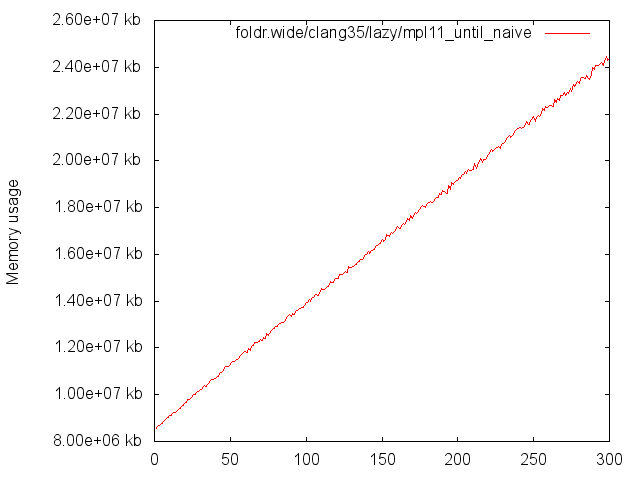 2.60e+07 kb
foldr.wide/clang35/lazy/mpl11_until_naive
2.40e+07 kb
2.20e+07 kb
2.00e+07 kb
1.80e+07 kb
Memory usage
1.60e+07 kb
1.40e+07 kb
1.20e+07 kb
1.00e+07 kb
8.00e+06 kb
0 50 100 150 200 250 300